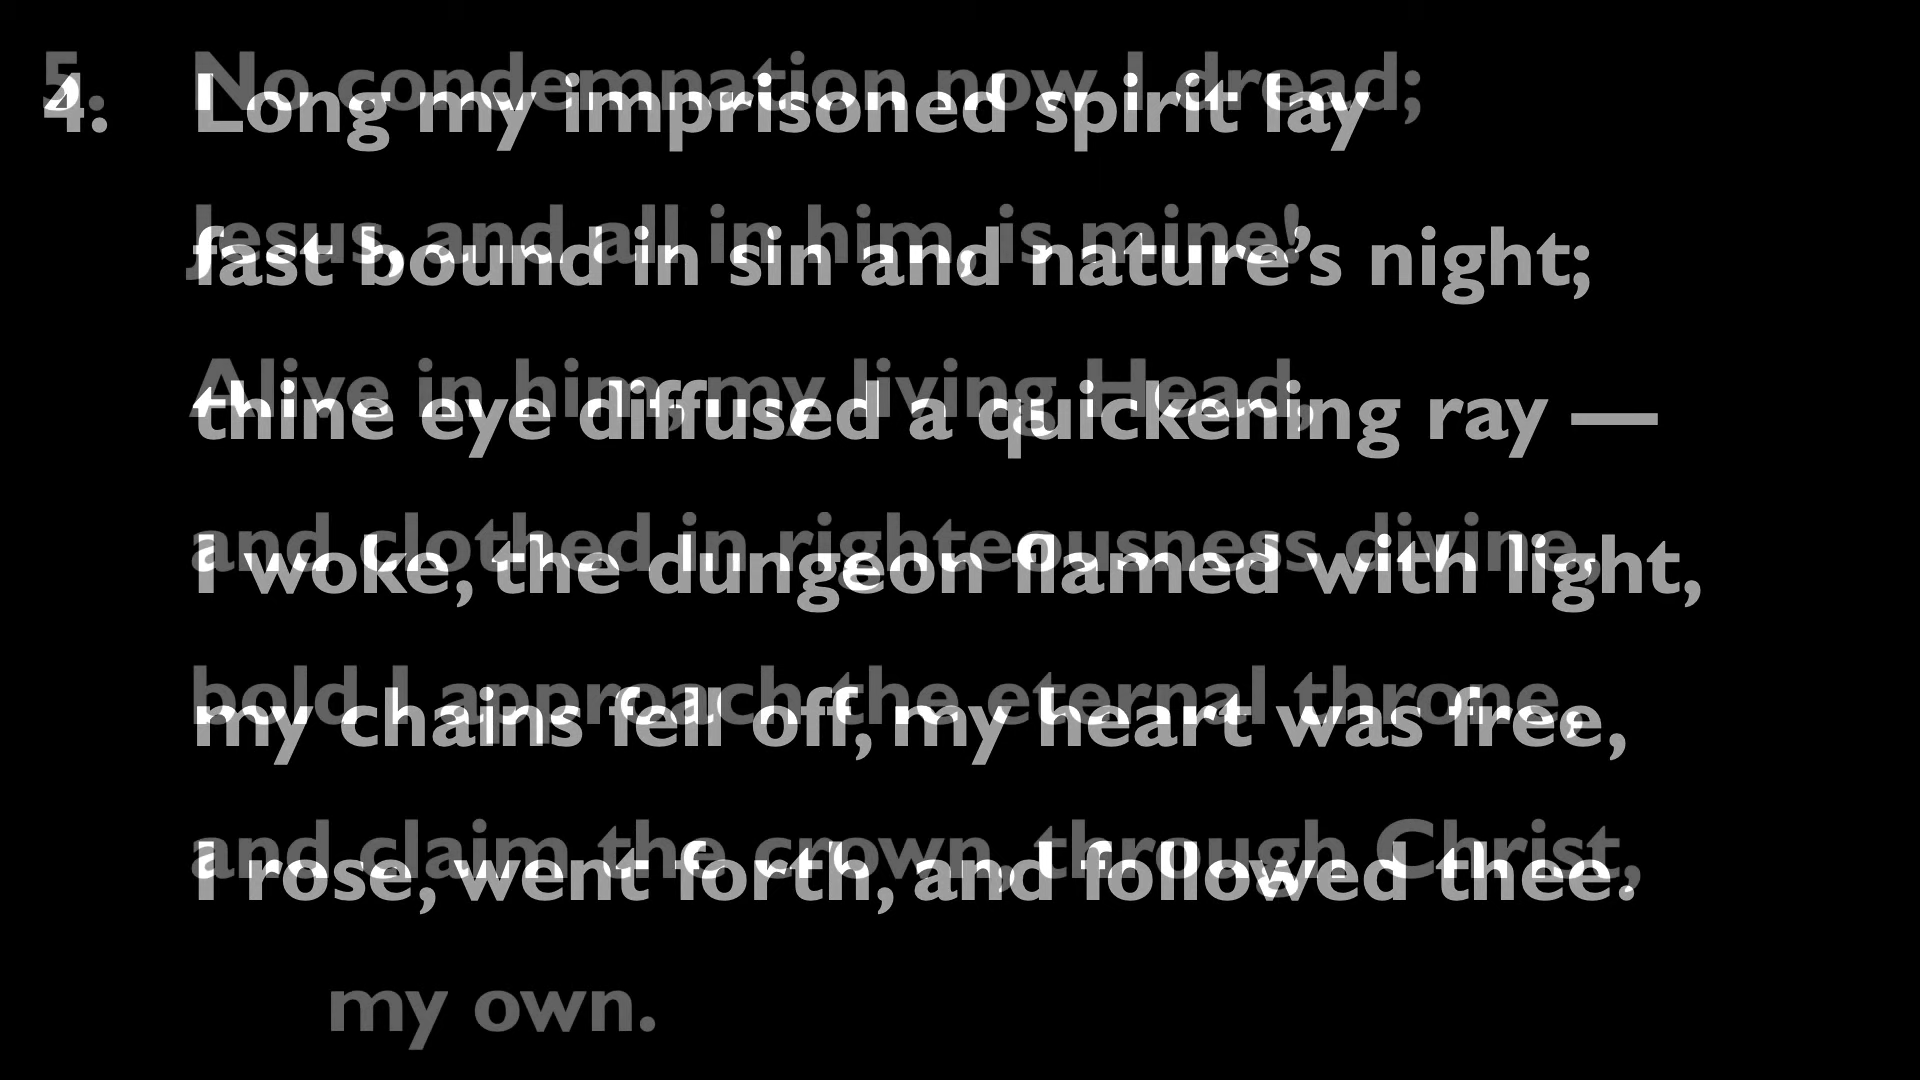 4. Long my imprisoned spirit lay
fast bound in sin and nature’s night;
thine eye diffused a quickening ray —
I woke, the dungeon flamed with light,
my chains fell off, my heart was free,
I rose, went forth, and followed thee.
5. No condemnation now I dread;
Jesus, and all in him, is mine!
Alive in him, my living Head,
and clothed in righteousness divine,
bold I approach the eternal throne,
and claim the crown, through Christ,
my own.